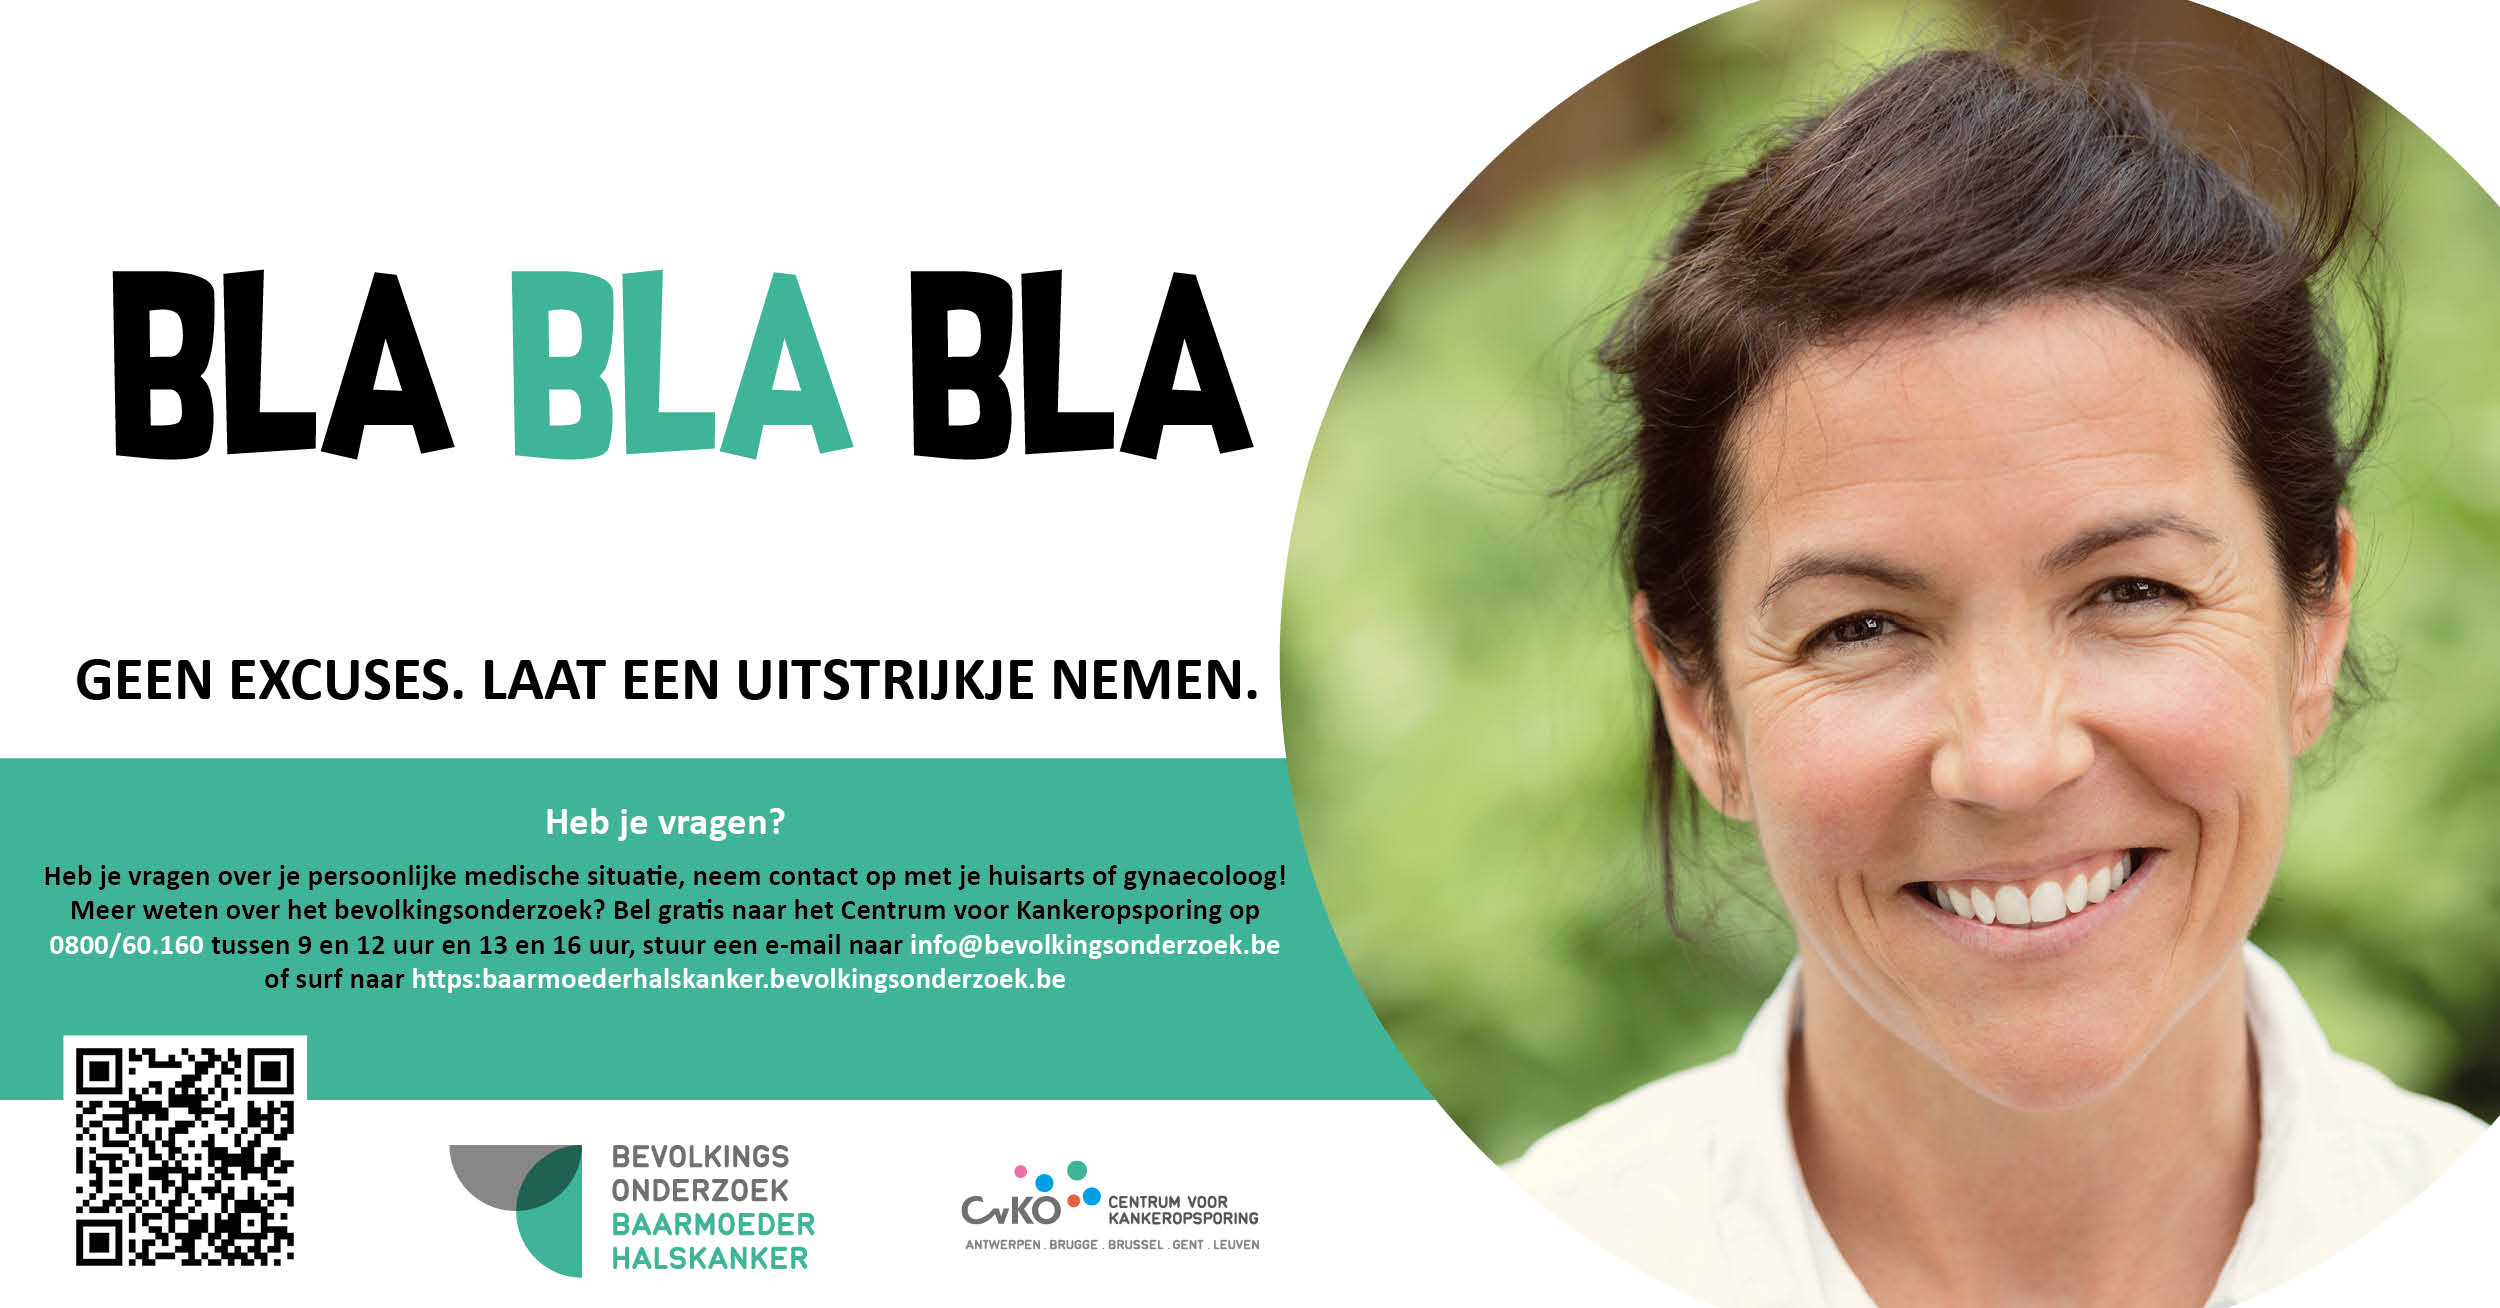 BLA BLA BLA
GEEN EXCUSES. LAAT EEN UITSTRIJKJE NEMEN.
Heb je vragen?
Heb je vragen over je persoonlijke medische situatie, neem contact op met je huisarts of gynaecoloog!
Meer weten over het bevolkingsonderzoek? Bel gratis naar het Centrum voor Kankeropsporing op
0800/60.160 tussen 9 en 12 uur en 13 en 16 uur, stuur een e-mail naar info@bevolkingsonderzoek.be
of surf naar https:baarmoederhalskanker.bevolkingsonderzoek.be
BEVOLKINGS
ONDERZOEK
BAARMOEDER
HALSKANKER
CvKO CENTRUM VOOR
KANKEROPSPORING
ANTWERPEN . BRUGGE . BRUSSEL . GENT . LEUVEN